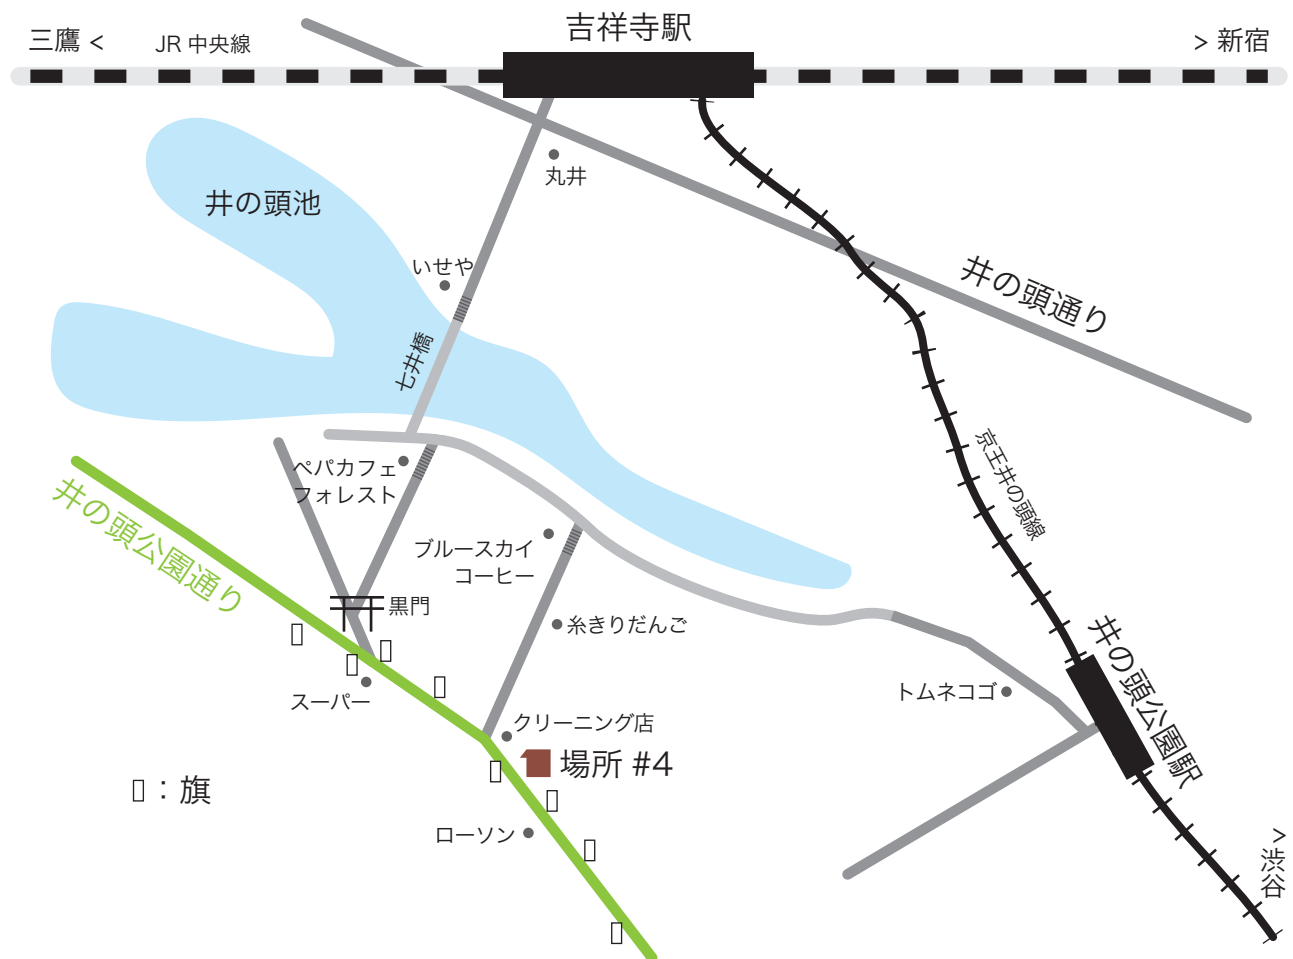 吉祥寺駅
三鷹 <
JR 中央線
> 新宿
丸井
井の頭池
いせや
井の頭通り
七井橋
京王井の頭線
ペパカフェ
フォレスト
井の頭公園通り
ブルースカイ
コーヒー
黒門
糸きりだんご
井の頭公園駅
トムネコゴ
スーパー
クリーニング店
場所 #4
：旗
ローソン
> 渋谷